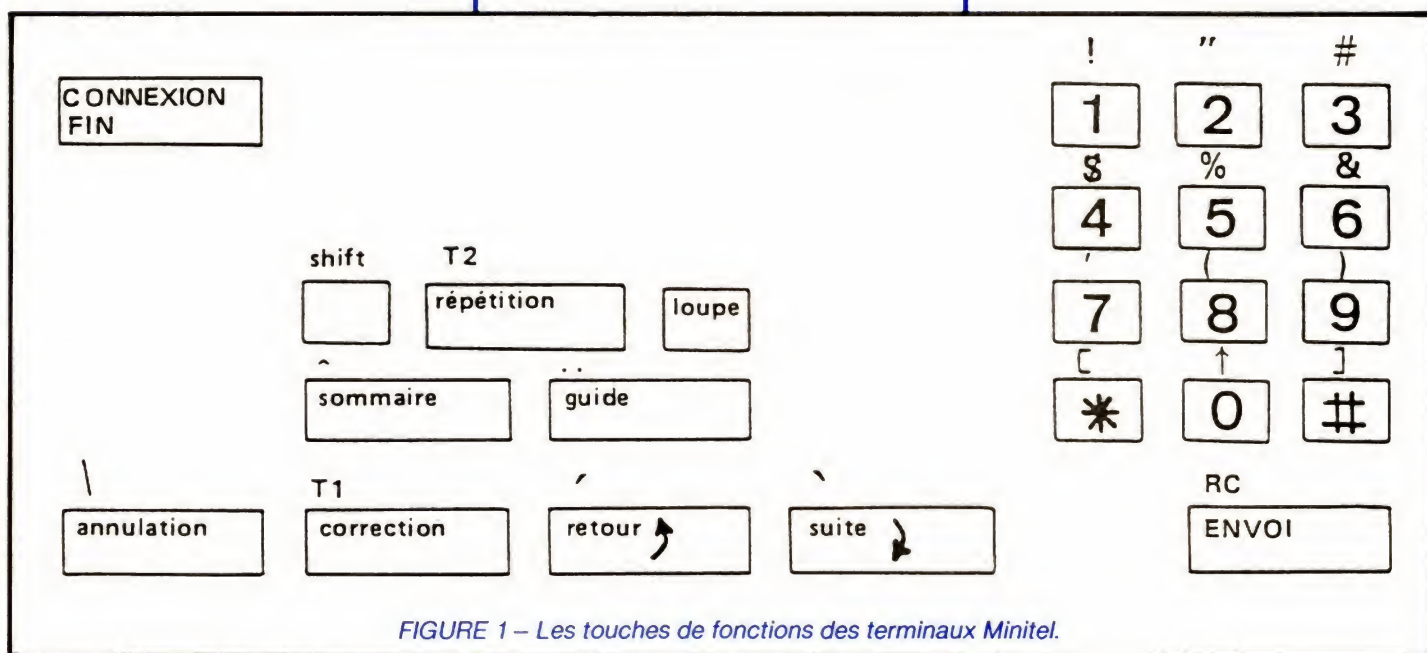 ! " #
CONNEXION
FIN
1 2 3
$ % &
4 5 6
shift T2 ' ( )
répétition loupe 7 8 9
^ ¨ [ ↑ ]
sommaire guide * 0 #
\ T1 ´ ` RC
annulation correction retour suite ENVOI
FIGURE 1 – Les touches de fonctions des terminaux Minitel.